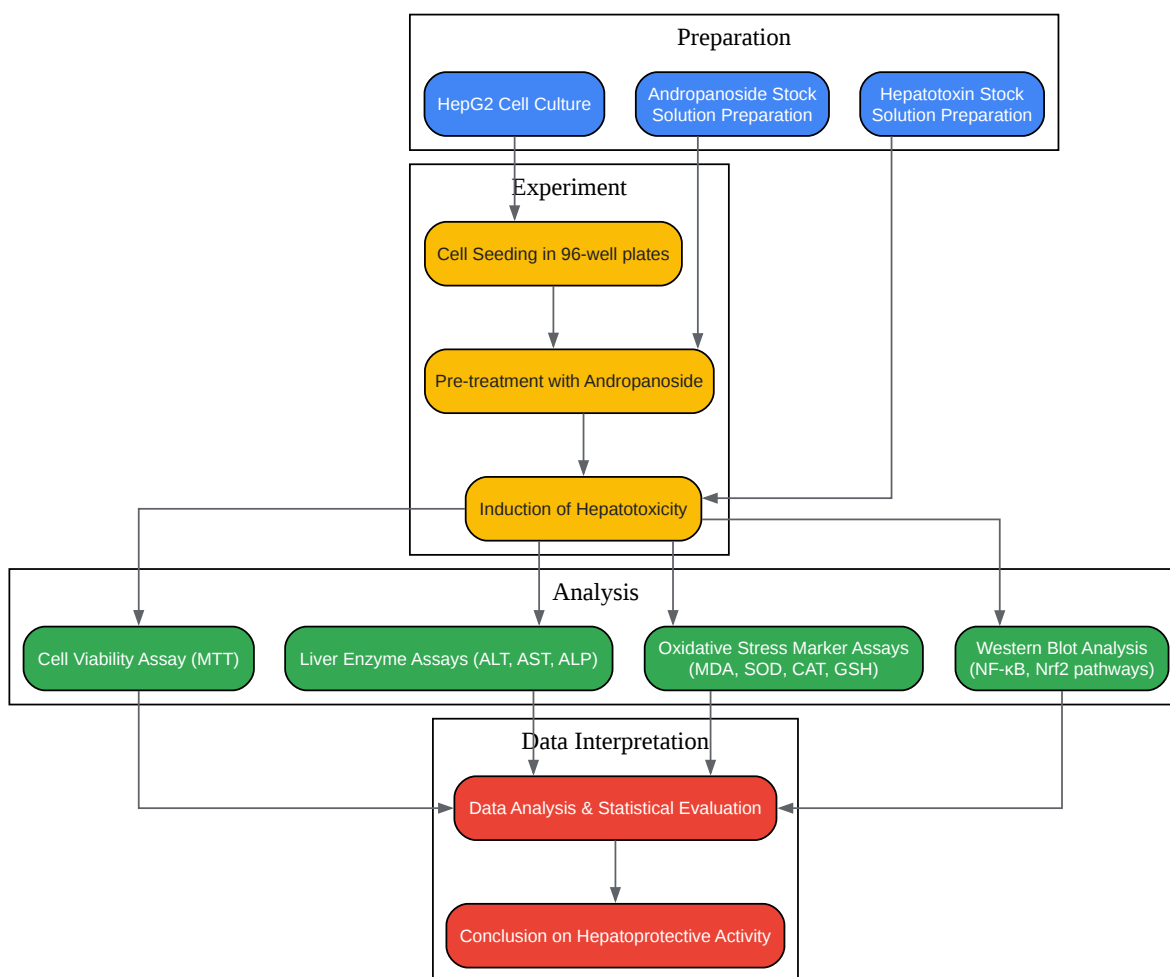 Preparation
HepG2 Cell Culture
Andropanoside Stock
Solution Preparation
Hepatotoxin Stock
Solution Preparation
Experiment
Cell Seeding in 96-well plates
Pre-treatment with Andropanoside
Induction of Hepatotoxicity
Analysis
Cell Viability Assay (MTT)
Liver Enzyme Assays (ALT, AST, ALP)
Oxidative Stress Marker Assays
(MDA, SOD, CAT, GSH)
Western Blot Analysis
(NF-κB, Nrf2 pathways)
Data Interpretation
Data Analysis & Statistical Evaluation
Conclusion on Hepatoprotective Activity